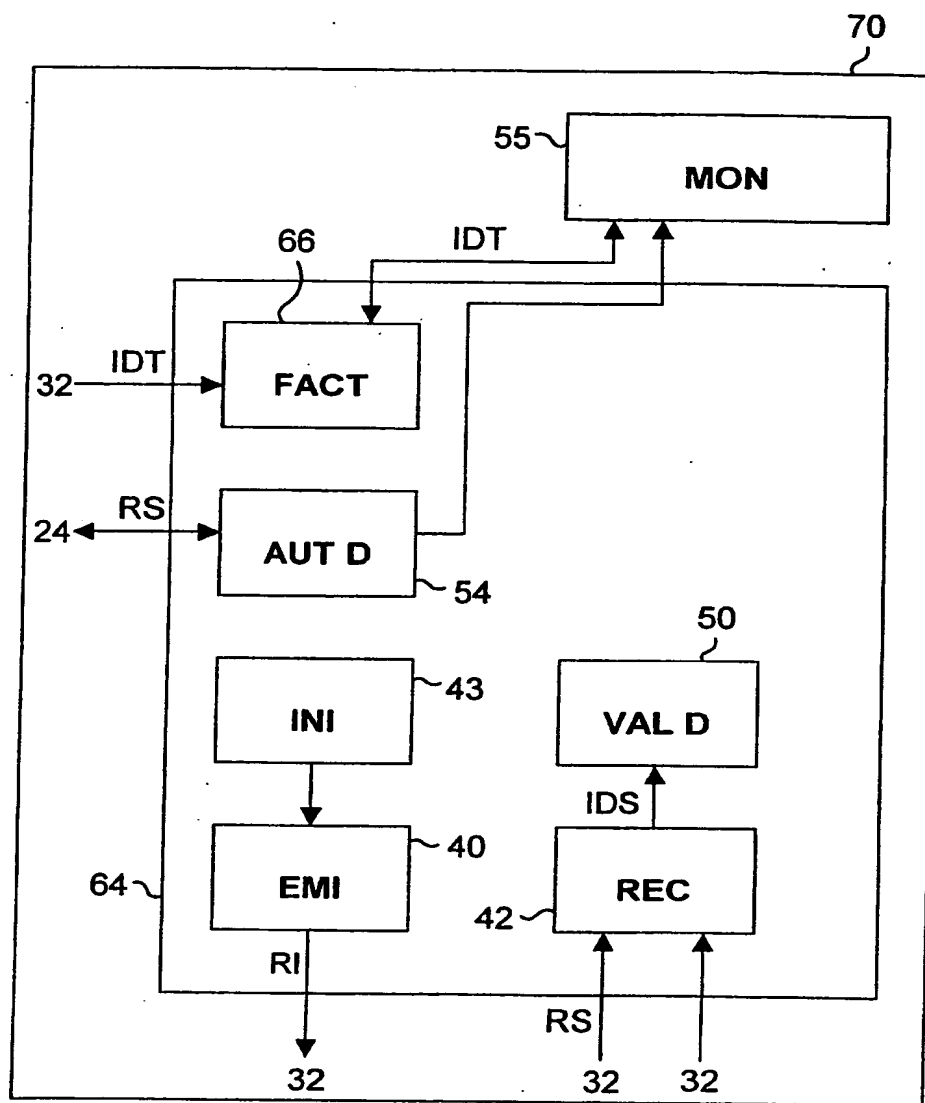 70
55
MON
66
IDT
IDT
32
FACT
RS
24
AUT D
54
50
43
INI
VAL D
IDS
40
64
EMI
42
REC
RI
RS
32
32
32